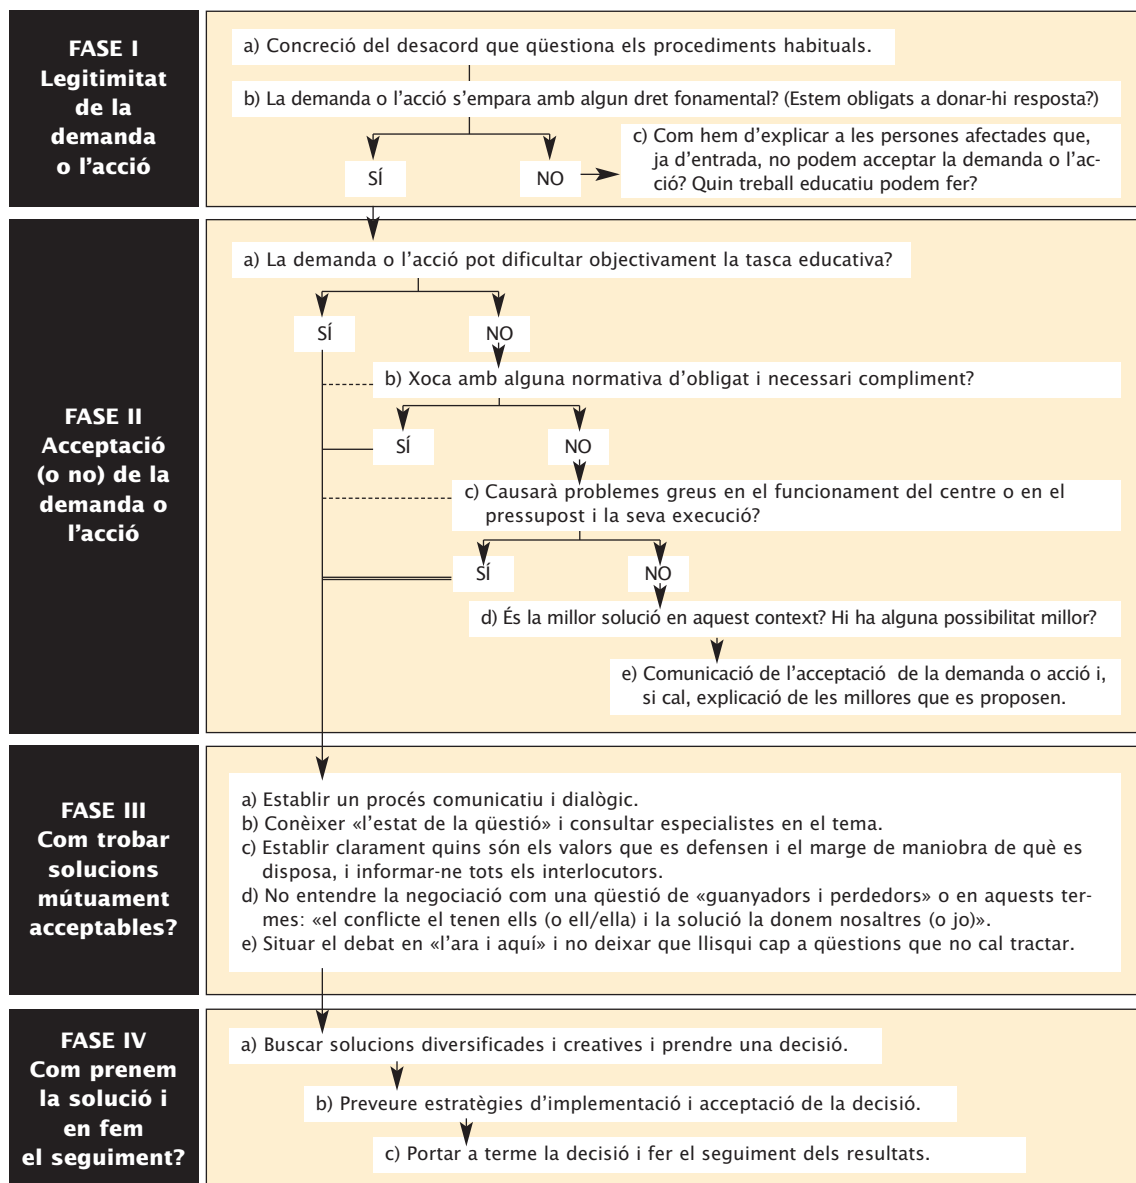 FASE I
Legitimitat
de la
demanda
o l’acció
a) Concreció del desacord que qüestiona els procediments habituals.
b) La demanda o l’acció s’empara amb algun dret fonamental? (Estem obligats a donar-hi resposta?)
SÍ
NO
c) Com hem d’explicar a les persones afectades que,
ja d’entrada, no podem acceptar la demanda o l’ac-
ció? Quin treball educatiu podem fer?
FASE II
Acceptació
(o no) de la
demanda o
l’acció
a) La demanda o l’acció pot dificultar objectivament la tasca educativa?
SÍ
NO
b) Xoca amb alguna normativa d’obligat i necessari compliment?
SÍ
NO
c) Causarà problemes greus en el funcionament del centre o en el
pressupost i la seva execució?
SÍ
NO
d) És la millor solució en aquest context? Hi ha alguna possibilitat millor?
e) Comunicació de l’acceptació de la demanda o acció i,
si cal, explicació de les millores que es proposen.
FASE III
Com trobar
solucions
mútuament
acceptables?
a) Establir un procés comunicatiu i dialògic.
b) Conèixer «l’estat de la qüestió» i consultar especialistes en el tema.
c) Establir clarament quins són els valors que es defensen i el marge de maniobra de què es
disposa, i informar-ne tots els interlocutors.
d) No entendre la negociació com una qüestió de «guanyadors i perdedors» o en aquests ter-
mes: «el conflicte el tenen ells (o ell/ella) i la solució la donem nosaltres (o jo)».
e) Situar el debat en «l’ara i aquí» i no deixar que llisqui cap a qüestions que no cal tractar.
FASE IV
Com prenem
la solució i
en fem
el seguiment?
a) Buscar solucions diversificades i creatives i prendre una decisió.
b) Preveure estratègies d’implementació i acceptació de la decisió.
c) Portar a terme la decisió i fer el seguiment dels resultats.